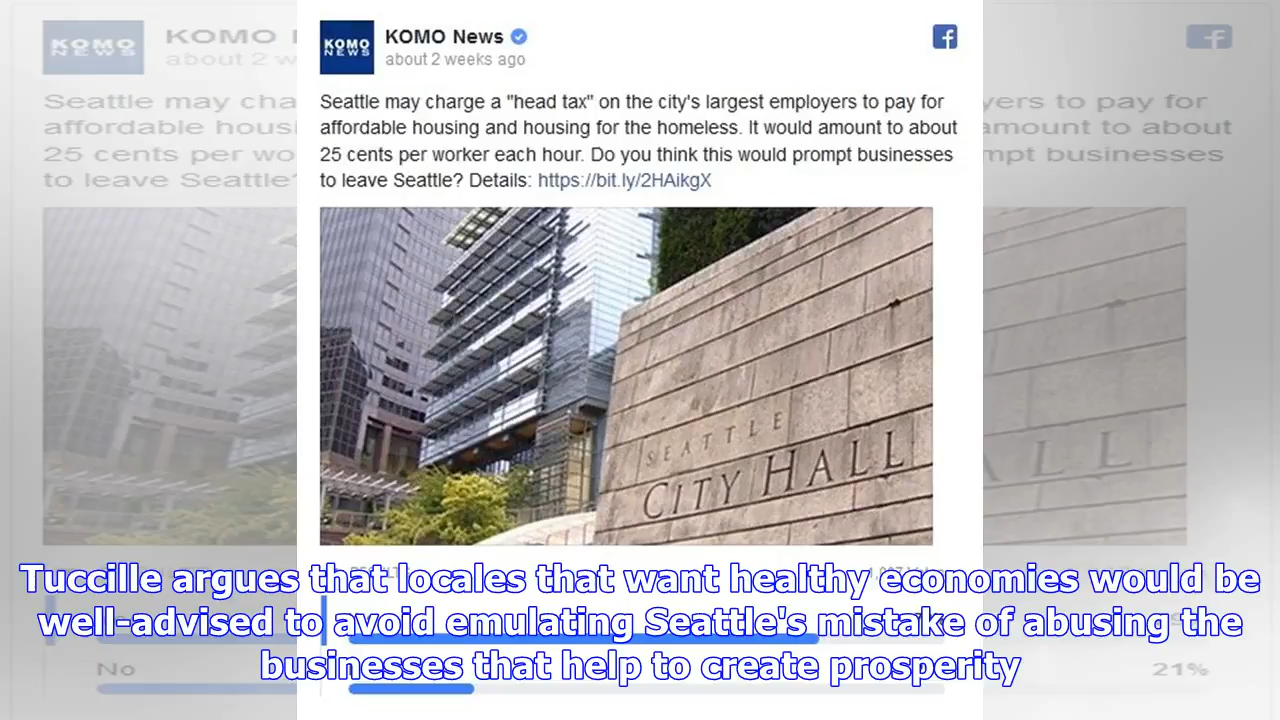 KOMO News
about 2 weeks ago
KOMO
NEWS
Seattle may charge a "head tax" on the city's largest employers to pay for
affordable housing and housing for the homeless. It would amount to about
25 cents per worker each hour. Do you think this would prompt businesses
to leave Seattle? Details: https://bit.ly/2HAikgX
SEATTLE
CITY HALL
Tuccille argues that locales that want healthy economies would be
well-advised to avoid emulating Seattle's mistake of abusing the
businesses that help to create prosperity
No
21%